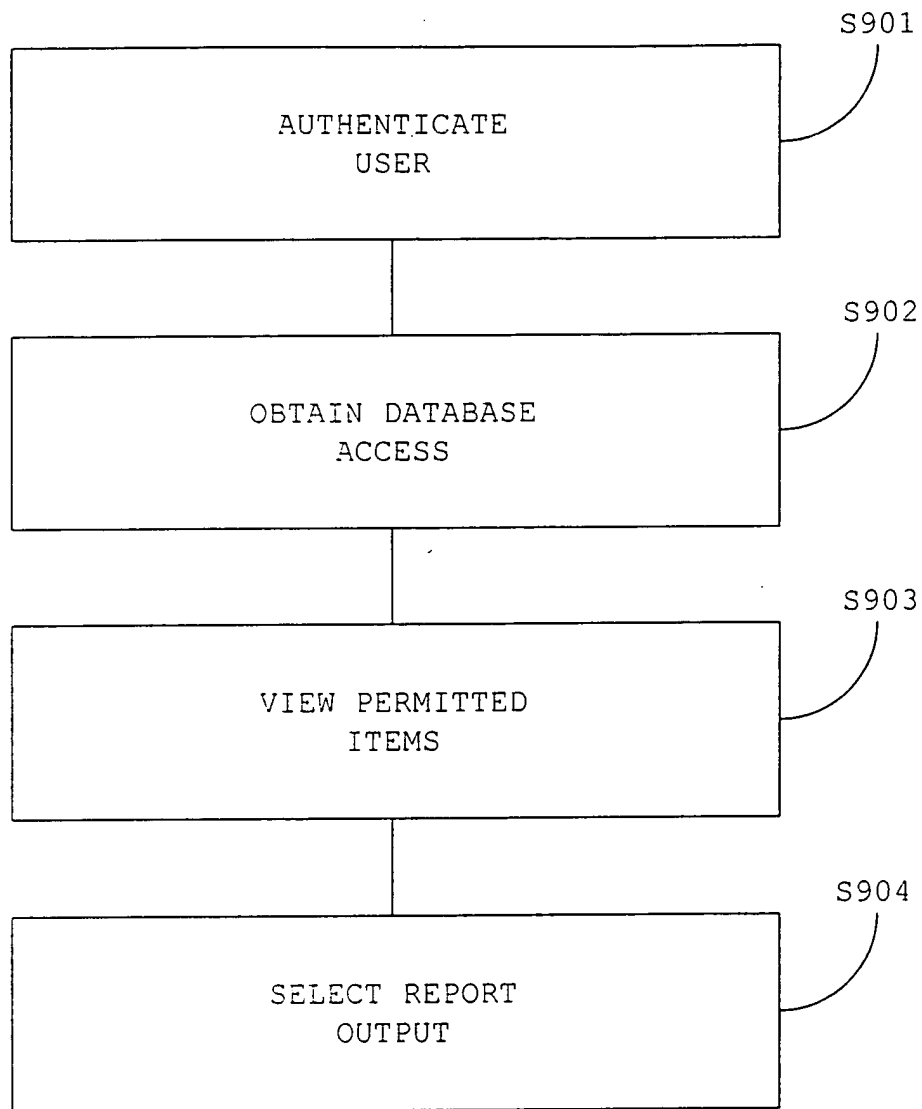 S901
AUTHENTICATE
USER
S902
OBTAIN DATABASE
ACCESS
S903
VIEW PERMITTED
ITEMS
S904
SELECT REPORT
OUTPUT